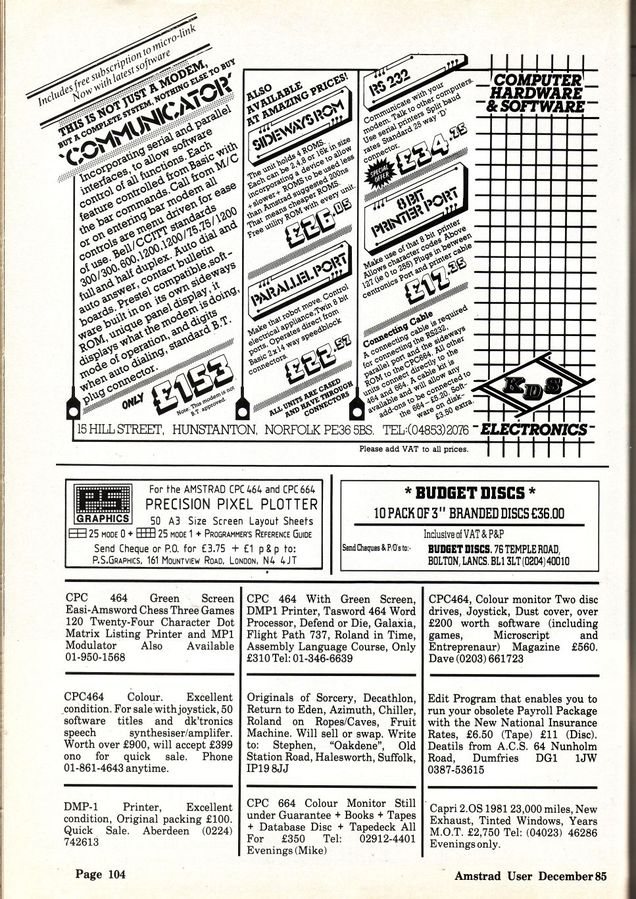 Includes free subscription to micro-link
Now with latest software
THIS IS NOT JUST A MODEM,
BUY A COMPLETE SYSTEM, NOTHING ELSE TO BUY
'COMMUNICATOR'
Incorporating serial and parallel
interfaces, to allow software
control of all functions. Each
feature controlled from Basic with
the bar commands. Call from M/C
or on entering bar modem all
controls are menu driven for ease
of use. Bell/CCITT standards
300/300, 600, 1200, 1200/75, 75/1200
full and half duplex. Auto dial and
auto answer, contact bulletin
boards. Prestel compatible, soft-
ware built in on its own sideways
ROM, unique panel display, it
displays what the modem is doing,
mode of operation, and digits
when auto dialing, standard B.T.
plug connector.
ONLY £153
Note: This modem is not
B.T. approved.
ALSO
AVAILABLE
AT AMAZING PRICES!
SIDEWAYS ROM
The unit holds 4 ROMS.
Each can be 2,4,8 or 16k in size
incorporating a device to allow
+ slower + ROMS to be used less
than Amstrad suggested 200ns
That means cheaper ROMS
Free utility ROM with every unit.
£26.05
PARALLEL PORT
Make that robot move, Control
electrical appliance. Twin 8 bit
ports. Operates direct from
Basic 2 x 14 way speedblock
connectors
£22.57
ALL UNITS ARE CASED
AND HAVE THROUGH
CONNECTORS
RS 232
Communicate with your
modem. Talk to other computers.
Use serial printers Split baud
rates Standard 25 way 'D'
connector.
£34.25
8 BIT
PRINTER PORT
Make use of that 8 bit printer
Allows character codes Above
127 (ie 0 to 255) Plugs in between
centronics Port and printer cable
£17.35
Connecting Cable
A connecting cable is required
for connecting the RS232,
parallel port and the sideways
ROM to the CPC664. All other
units connect directly to the
464 and 664. A cable kit is
available and will allow any
add-ons to be connected to
the 664 - £5.20. Soft-
ware on disk-
£3.50 extra.
COMPUTER
HARDWARE
& SOFTWARE
KDS
ELECTRONICS
15 HILL STREET, HUNSTANTON, NORFOLK PE36 5BS. TEL:(04853) 2076
Please add VAT to all prices.
PS
GRAPHICS
For the AMSTRAD CPC 464 and CPC 664
PRECISION PIXEL PLOTTER
50 A3 Size Screen Layout Sheets
25 MODE 0 + 25 MODE 1 + PROGRAMMER'S REFERENCE GUIDE
Send Cheque or P.O. for £3.75 + £1 p&p to:
P.S.GRAPHICS, 161 MOUNTVIEW ROAD, LONDON, N4 4JT
* BUDGET DISCS *
10 PACK OF 3" BRANDED DISCS £36.00
Inclusive of VAT & P&P
Send Cheques & P/O's to:- BUDGET DISCS. 76 TEMPLE ROAD,
BOLTON, LANCS. BL1 3LT (0204) 40010
CPC 464 Green Screen
Easi-Amsword Chess Three Games
120 Twenty-Four Character Dot
Matrix Listing Printer and MP1
Modulator Also Available
01-950-1568
CPC464 Colour. Excellent
condition. For sale with joystick, 50
software titles and dk'tronics
speech synthesiser/amplifer.
Worth over £900, will accept £399
ono for quick sale. Phone
01-861-4643 anytime.
DMP-1 Printer, Excellent
condition, Original packing £100.
Quick Sale. Aberdeen (0224)
742613
CPC 464 With Green Screen,
DMP1 Printer, Tasword 464 Word
Processor, Defend or Die, Galaxia,
Flight Path 737, Roland in Time,
Assembly Language Course, Only
£310 Tel: 01-346-6639
Originals of Sorcery, Decathlon,
Return to Eden, Azimuth, Chiller,
Roland on Ropes/Caves, Fruit
Machine. Will sell or swap. Write
to: Stephen, "Oakdene", Old
Station Road, Halesworth, Suffolk,
IP19 8JJ
CPC 664 Colour Monitor Still
under Guarantee + Books + Tapes
+ Database Disc + Tapedeck All
For £350 Tel: 02912-4401
Evenings (Mike)
CPC464, Colour monitor Two disc
drives, Joystick, Dust cover, over
£200 worth software (including
games, Microscript and
Entreprenaur) Magazine £560.
Dave (0203) 661723
Edit Program that enables you to
run your obsolete Payroll Package
with the New National Insurance
Rates, £6.50 (Tape) £11 (Disc).
Deatils from A.C.S. 64 Nunholm
Road, Dumfries DG1 1JW
0387-53615
Capri 2.OS 1981 23,000 miles, New
Exhaust, Tinted Windows, Years
M.O.T. £2,750 Tel: (04023) 46286
Evenings only.
Page 104
Amstrad User December 85